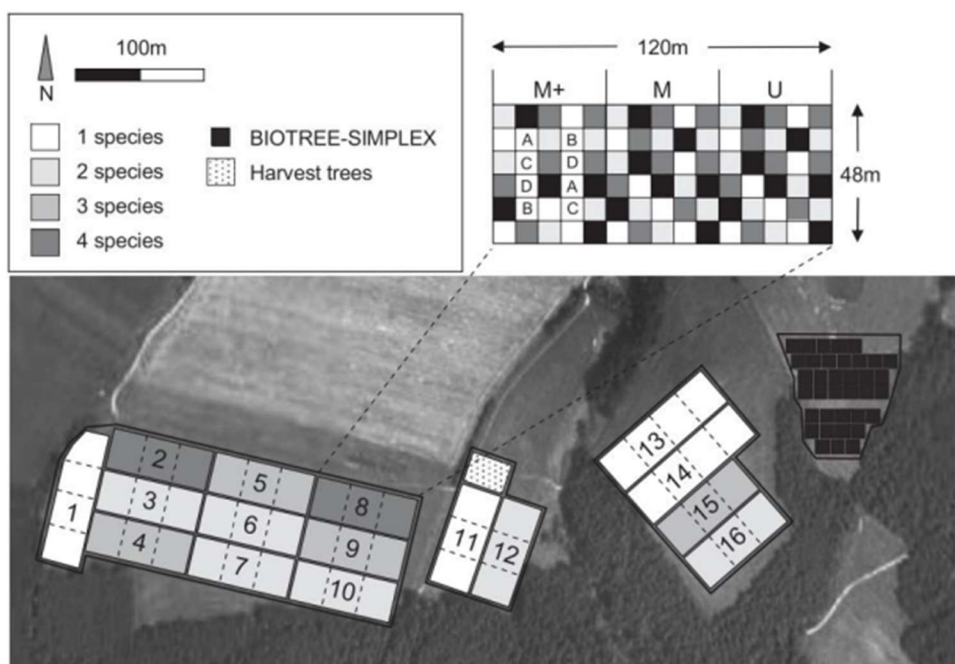 100m
N
1 species
2 species
3 species
4 species
BIOTREE-SIMPLEX
Harvest trees
120m
M+ M U
A B
C D
D A
B C
48m
1
2
3
4
5
6
7
8
9
10
11
12
13
14
15
16